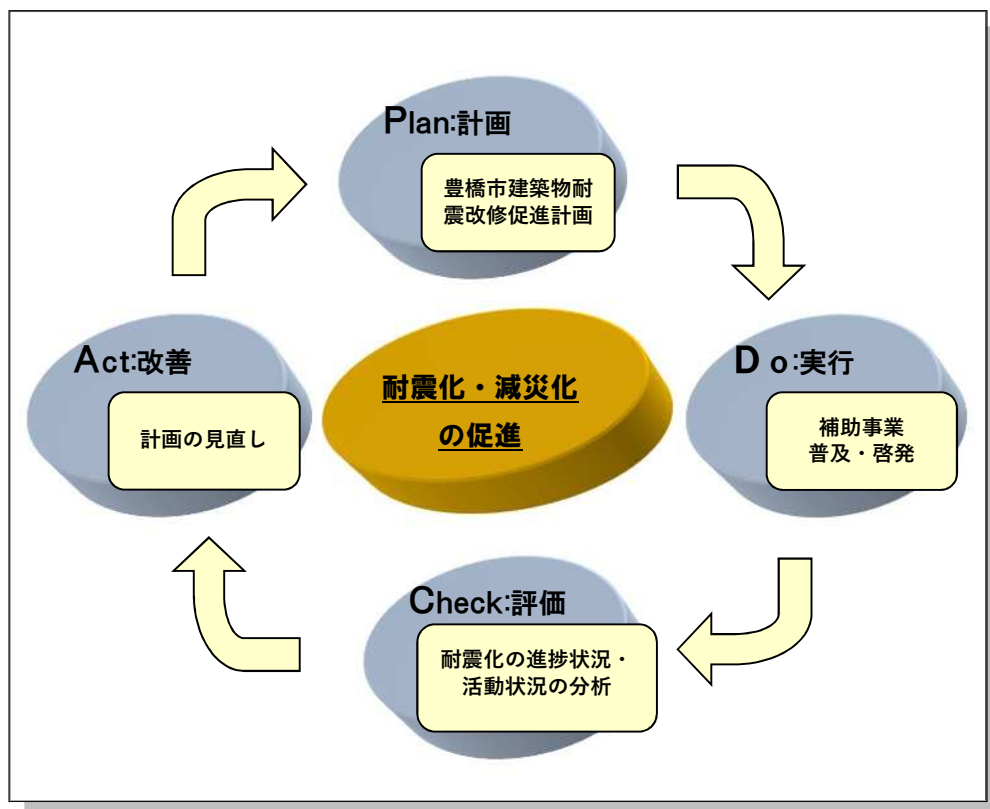 Plan:計画
豊橋市建築物耐
震改修促進計画
Act:改善
計画の見直し
耐震化・減災化
の促進
Do:実行
補助事業
普及・啓発
Check:評価
耐震化の進捗状況・
活動状況の分析